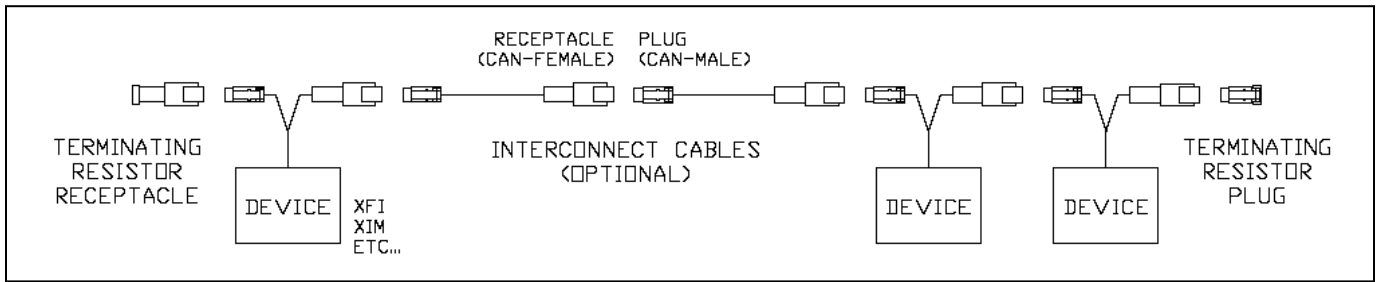 RECEPTACLE PLUG
(CAN-FEMALE) (CAN-MALE)
TERMINATING
RESISTOR
RECEPTACLE
DEVICE
XFI
XIM
ETC...
INTERCONNECT CABLES
(OPTIONAL)
DEVICE
DEVICE
TERMINATING
RESISTOR
PLUG